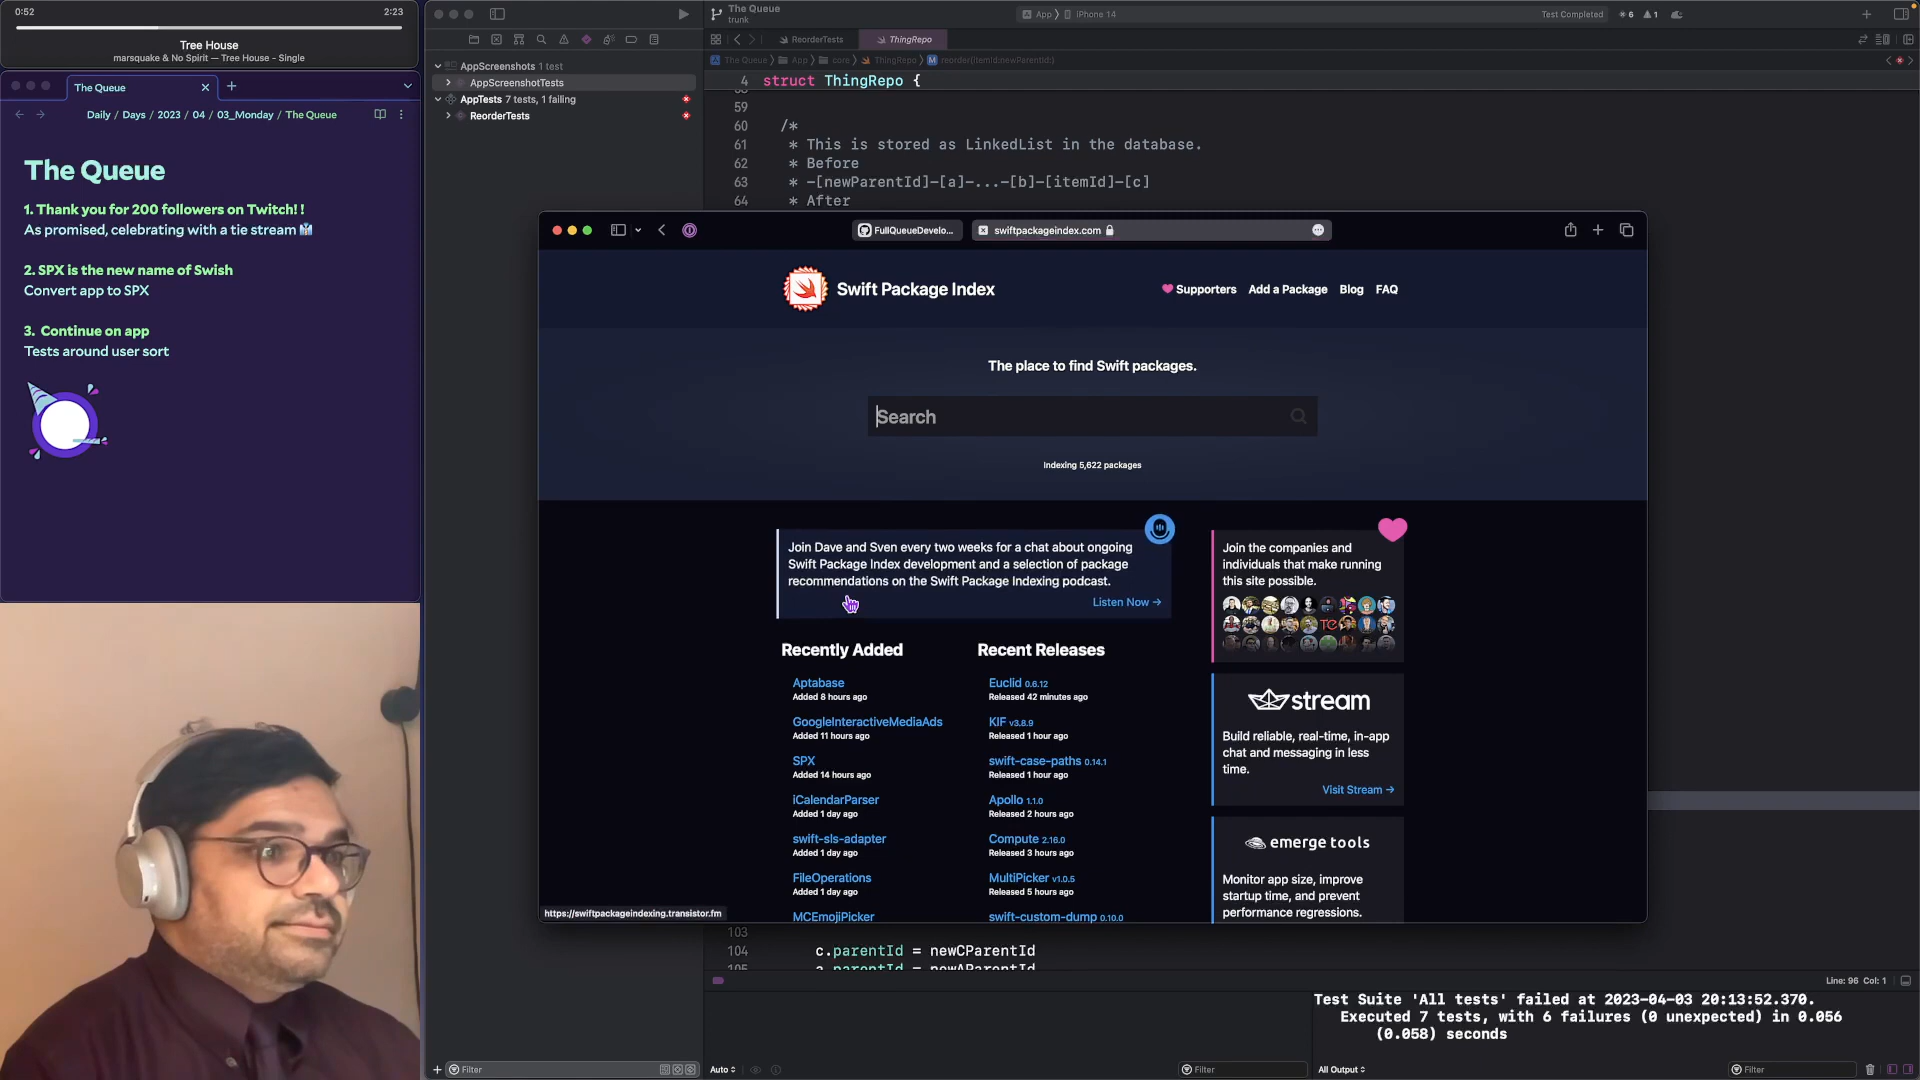 0:52
2:23
Tree House
marsquake & No Spirit — Tree House - Single
The Queue
Daily / Days / 2023 / 04 / 03_Monday / The Queue
The Queue
1. Thank you for 200 followers on Twitch! !
As promised, celebrating with a tie stream
2. SPX is the new name of Swish
Convert app to SPX
3. Continue on app
Tests around user sort
AppScreenshots 1 test
AppScreenshotTests
AppTests 7 tests, 1 failing
ReorderTests
Filter
The Queue
trunk
App
iPhone 14
Test Completed
6
1
ReorderTests
ThingRepo
The Queue
App
core
ThingRepo
reorder(itemId:newParentId:)
4 struct ThingRepo {
59
60 /*
61 * This is stored as LinkedList in the database.
62 * Before
63 * -[newParentId]-[a]-...-[b]-[itemId]-[c]
64 * After
FullQueueDevelo...
swiftpackageindex.com
Swift Package Index
Supporters
Add a Package
Blog
FAQ
The place to find Swift packages.
Search
Indexing 5,622 packages
Join Dave and Sven every two weeks for a chat about ongoing
Swift Package Index development and a selection of package
recommendations on the Swift Package Indexing podcast.
Listen Now →
Join the companies and
individuals that make running
this site possible.
Recently Added
Aptabase
Added 8 hours ago
GoogleInteractiveMediaAds
Added 11 hours ago
SPX
Added 14 hours ago
iCalendarParser
Added 1 day ago
swift-sls-adapter
Added 1 day ago
FileOperations
Added 1 day ago
MCEmojiPicker
Recent Releases
Euclid 0.6.12
Released 42 minutes ago
KIF v3.8.9
Released 1 hour ago
swift-case-paths 0.14.1
Released 1 hour ago
Apollo 1.1.0
Released 2 hours ago
Compute 2.16.0
Released 3 hours ago
MultiPicker v1.0.5
Released 5 hours ago
swift-custom-dump 0.10.0
stream
Build reliable, real-time, in-app
chat and messaging in less
time.
Visit Stream →
emerge tools
Monitor app size, improve
startup time, and prevent
performance regressions.
https://swiftpackageindexing.transistor.fm
103
104 c.parentId = newCParentId
105 a.parentId = newAParentId
Line: 96 Col: 1
Test Suite 'All tests' failed at 2023-04-03 20:13:52.370.
Executed 7 tests, with 6 failures (0 unexpected) in 0.056
(0.058) seconds
Auto
Filter
All Output
Filter